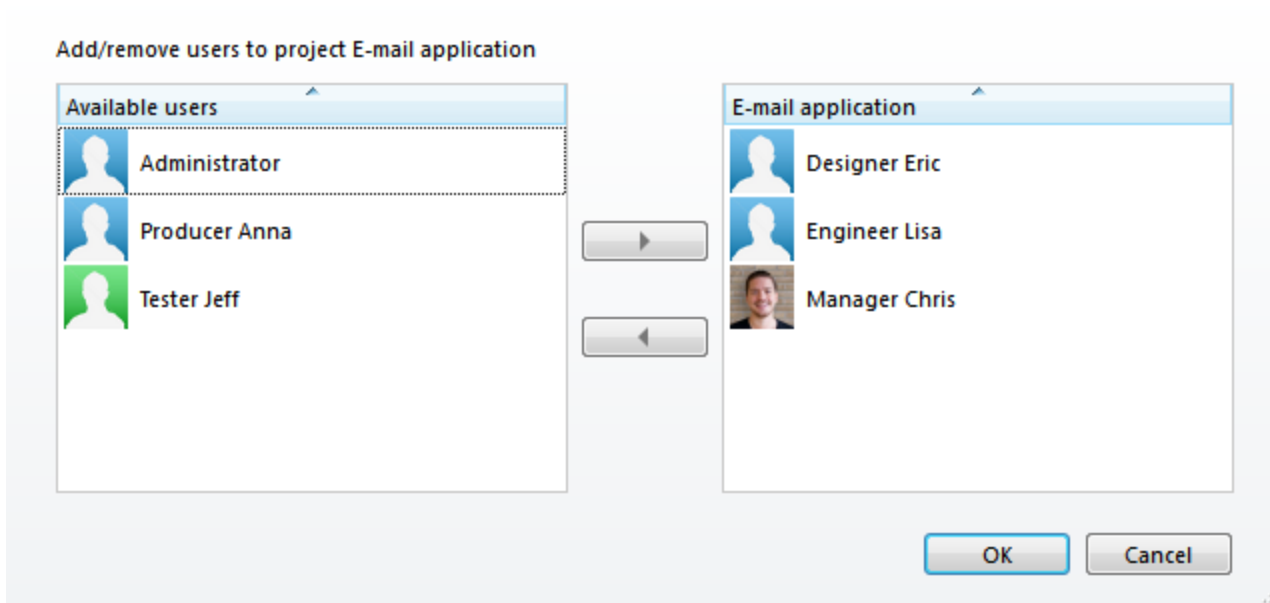 Add/remove users to project E-mail application
Available users
Administrator
Producer Anna
Tester Jeff
E-mail application
Designer Eric
Engineer Lisa
Manager Chris
OK
Cancel